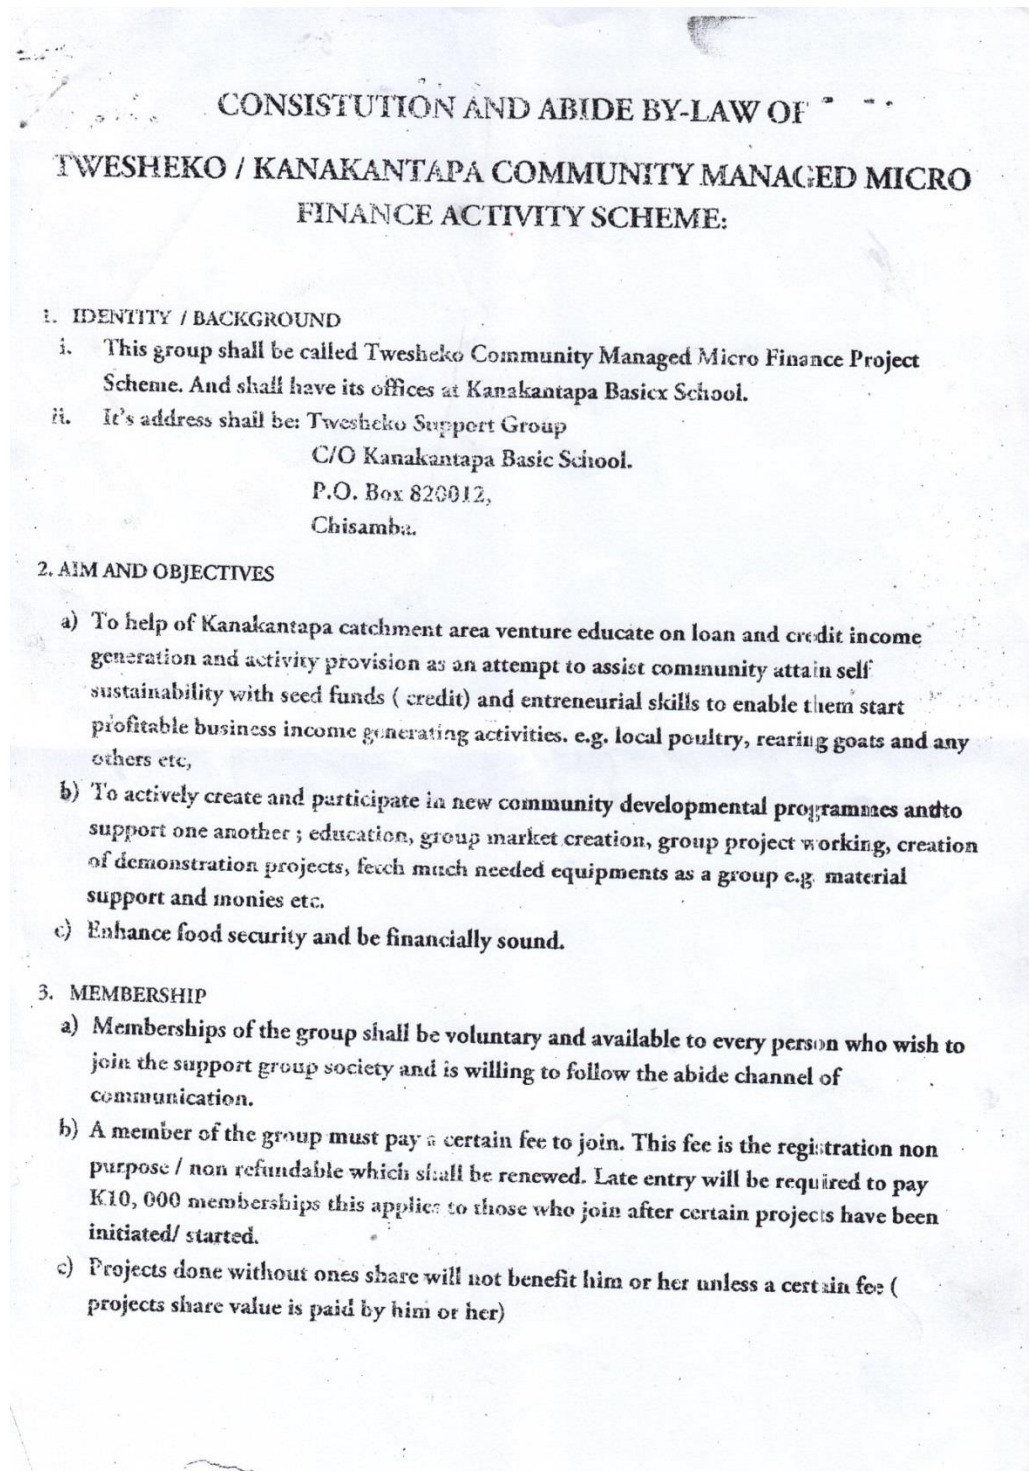 CONSISTUTION AND ABIDE BY-LAW OF
TWESHEKO / KANAKANTAPA COMMUNITY MANAGED MICRO
FINANCE ACTIVITY SCHEME:
1. IDENTITY / BACKGROUND
i. This group shall be called Twesheko Community Managed Micro Finance Project
Scheme. And shall have its offices at Kanakantapa Basicx School.
ii. It's address shall be: Twesheko Support Group
C/O Kanakantapa Basic School.
P.O. Box 820012,
Chisamba.
2. AIM AND OBJECTIVES
a) To help of Kanakantapa catchment area venture educate on loan and credit income
generation and activity provision as an attempt to assist community attain self
sustainability with seed funds ( credit) and entreneurial skills to enable them start
profitable business income generating activities. e.g. local poultry, rearing goats and any
others etc,
b) To actively create and participate in new community developmental programmes andto
support one another ; education, group market creation, group project working, creation
of demonstration projects, fetch much needed equipments as a group e.g. material
support and monies etc.
c) Enhance food security and be financially sound.
3. MEMBERSHIP
a) Memberships of the group shall be voluntary and available to every person who wish to
join the support group society and is willing to follow the abide channel of
communication.
b) A member of the group must pay a certain fee to join. This fee is the registration non
purpose / non refundable which shall be renewed. Late entry will be required to pay
K10, 000 memberships this applies to those who join after certain projects have been
initiated/ started.
c) Projects done without ones share will not benefit him or her unless a certain fee (
projects share value is paid by him or her)